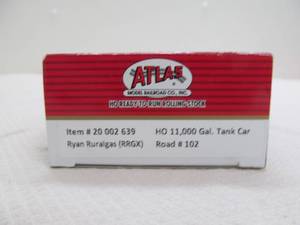 ATLAS
MODEL RAILROAD CO., INC.
HO READY-TO-RUN ROLLING STOCK
Item # 20 002 639 HO 11,000 Gal. Tank Car
Ryan Ruralgas (RRGX) Road # 102